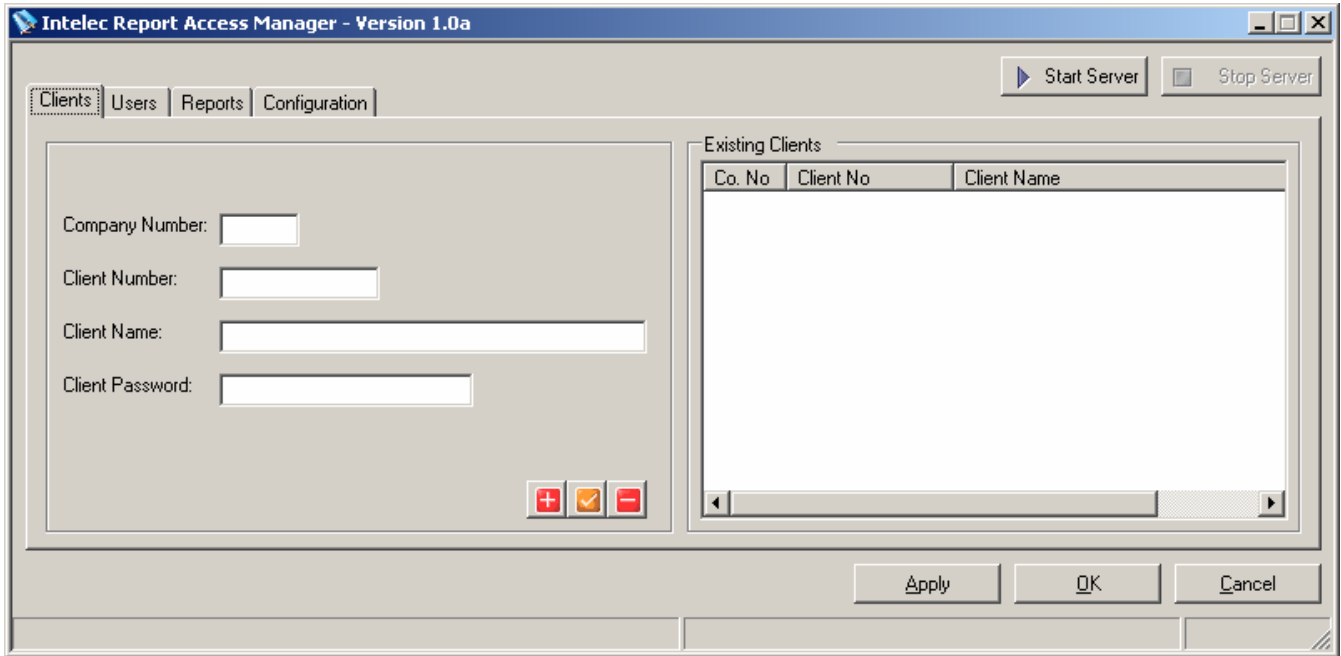 Intelec Report Access Manager - Version 1.0a
Start Server
Stop Server
Clients
Users
Reports
Configuration
Company Number:
Client Number:
Client Name:
Client Password:
Existing Clients
Co. No
Client No
Client Name
Apply
OK
Cancel